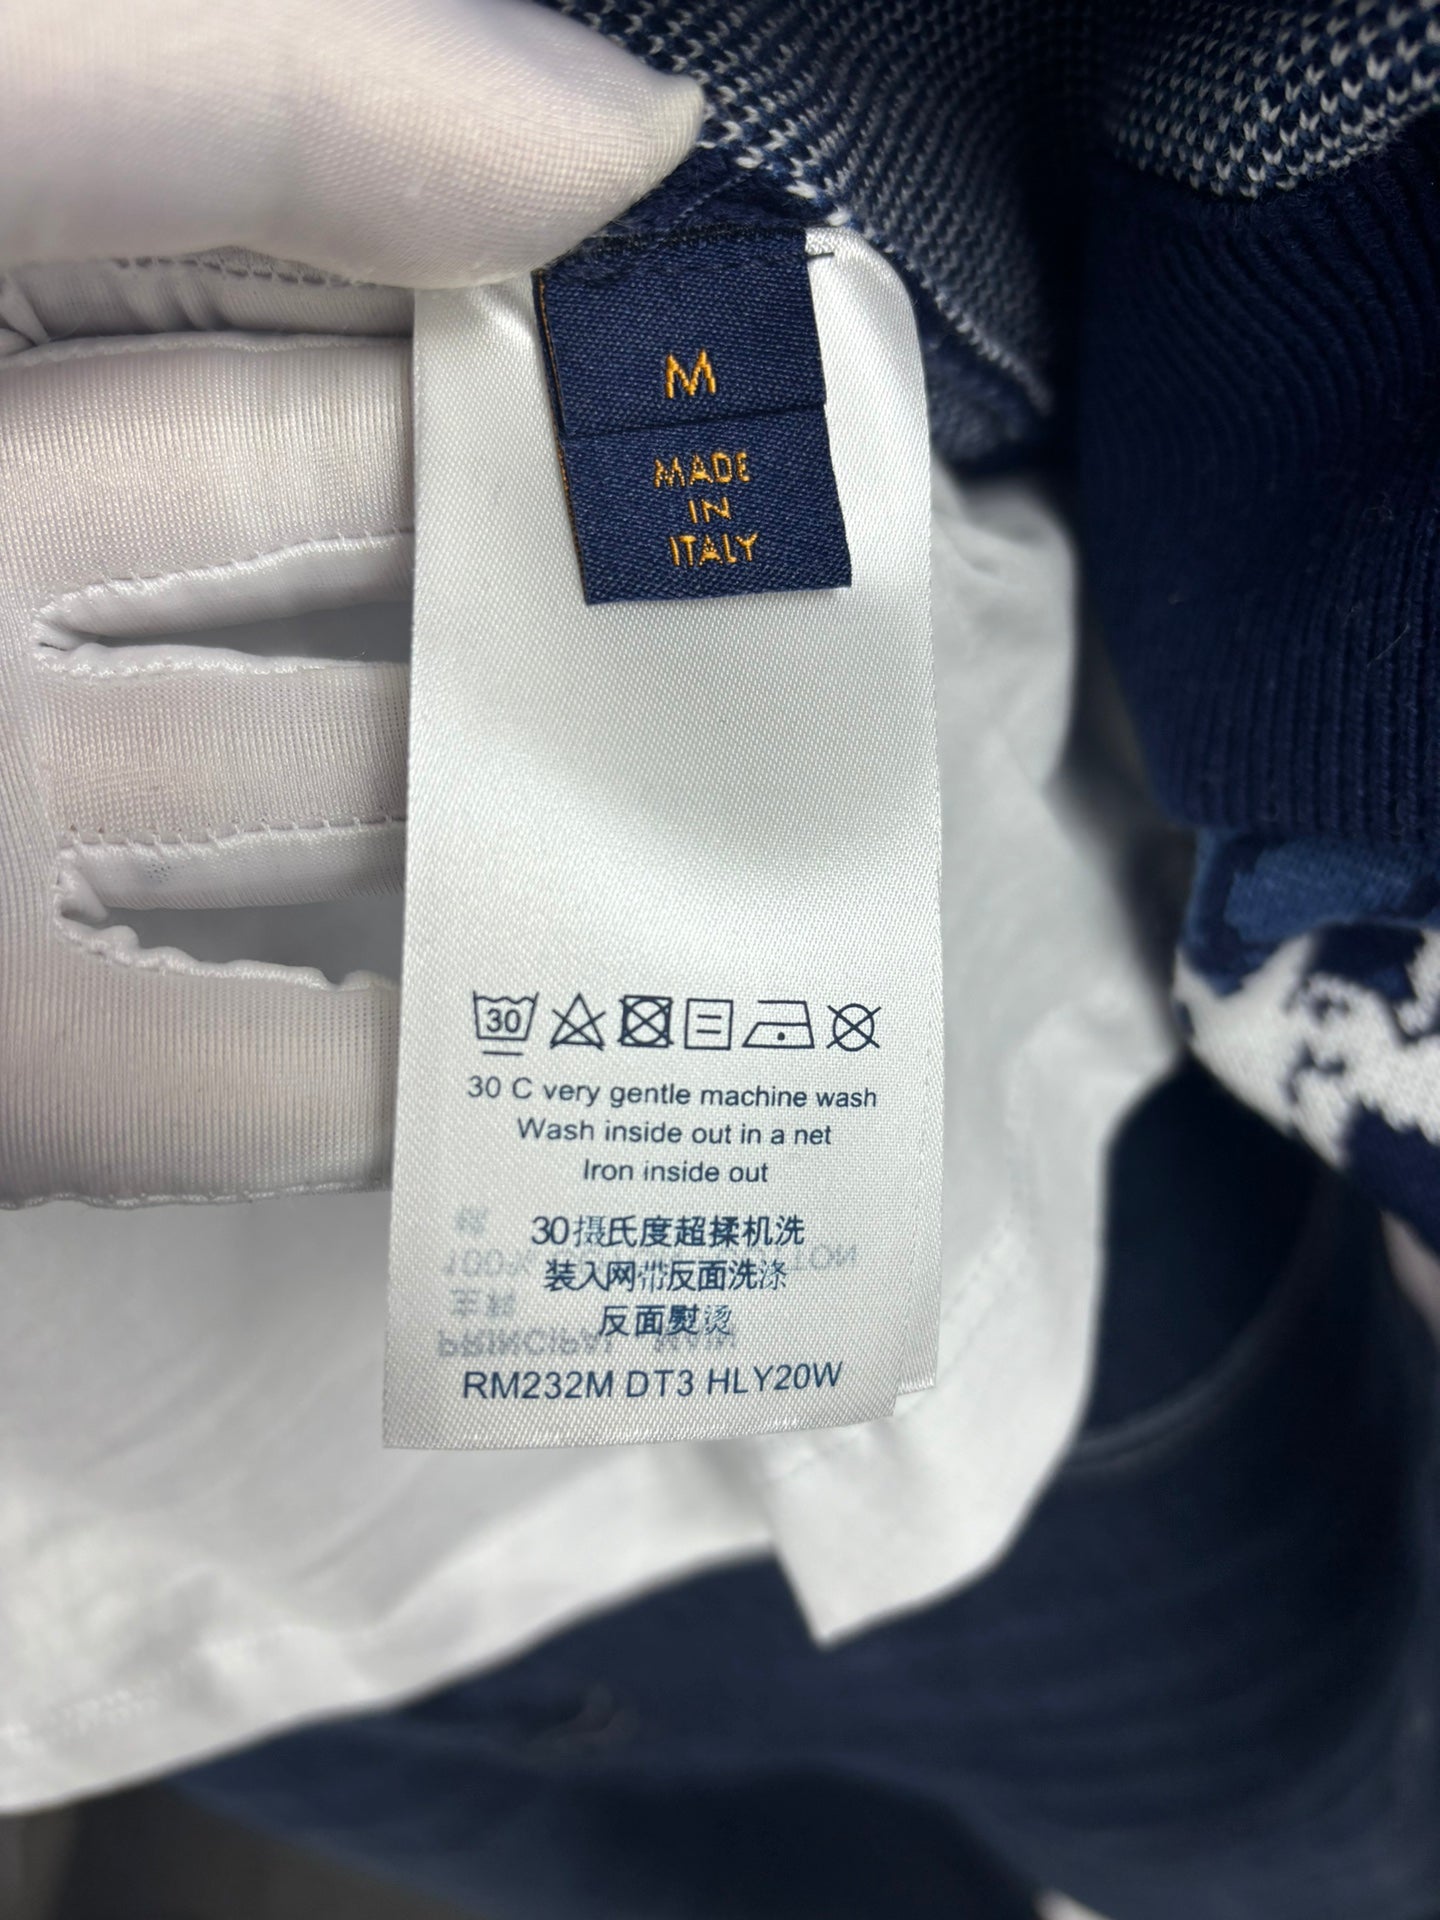 M
MADE
IN
ITALY
30
30 C very gentle machine wash
Wash inside out in a net
Iron inside out
30摄氏度超揉机洗
装入网带反面洗涤
反面熨烫
RM232M DT3 HLY20W